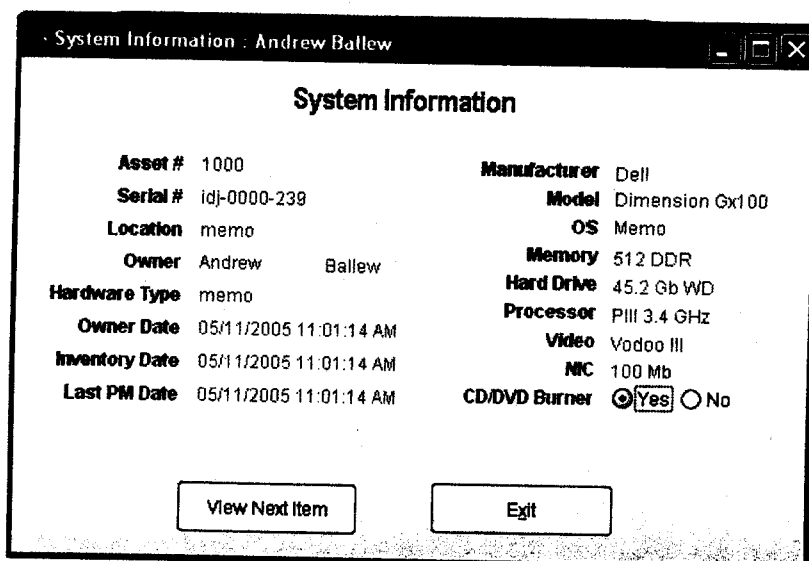 System Information : Andrew Ballew
System Information
Asset # 1000
Serial # idj-0000-239
Location memo
Owner Andrew Ballew
Hardware Type memo
Owner Date 05/11/2005 11:01:14 AM
Inventory Date 05/11/2005 11:01:14 AM
Last PM Date 05/11/2005 11:01:14 AM
Manufacturer Dell
Model Dimension Gx100
OS Memo
Memory 512 DDR
Hard Drive 45.2 Gb WD
Processor PIII 3.4 GHz
Video Vodoo III
NIC 100 Mb
CD/DVD Burner Yes No
View Next Item Exit